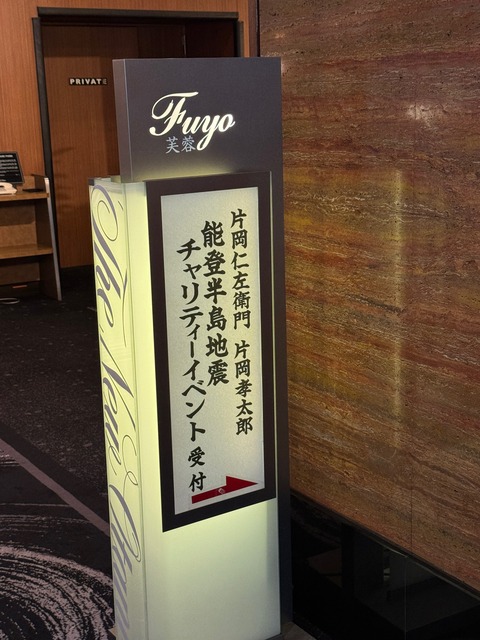 PRIVATE
Fuyo
芙蓉
片岡仁左衛門 片岡孝太郎
能登半島地震
チャリティーイベント 受付
The New Otani